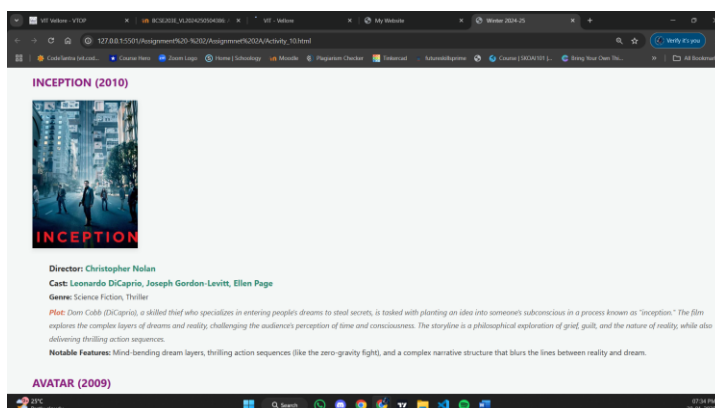 VIT Vellore - VTOP
BCSE203E_VL2024250504386 /
VIT - Vellore
My Website
Winter 2024-25
127.0.0.1:5501/Assignment%20-%202/Assignmnet%202A/Activity_10.html
Verify it's you
CodeTantra
Course Hero
Zoom Logo
Home | Schoology
Moodle
Plagiarism Checker
Tinkercad
futureskillsprime
Bring Your Own
All Bookmar
INCEPTION (2010)
INCEPTION
Director: Christopher Nolan
Cast: Leonardo DiCaprio, Joseph Gordon-Levitt, Ellen Page
Genre: Science Fiction, Thriller
Plot: Dom Cobb (DiCaprio), a skilled thief who specializes in entering people's dreams to steal secrets, is tasked with planting an idea into someone's subconscious in a process known as "inception." The film
explores the complex layers of dreams and reality, challenging the audience's perception of time and consciousness. The storyline is a philosophical exploration of grief, guilt, and the nature of reality, while also
delivering thrilling action sequences.
Notable Features: Mind-bending dream layers, thrilling action sequences (like the zero-gravity fight), and a complex narrative structure that blurs the lines between reality and dream.
AVATAR (2009)
25°C
Search
07:34 PM